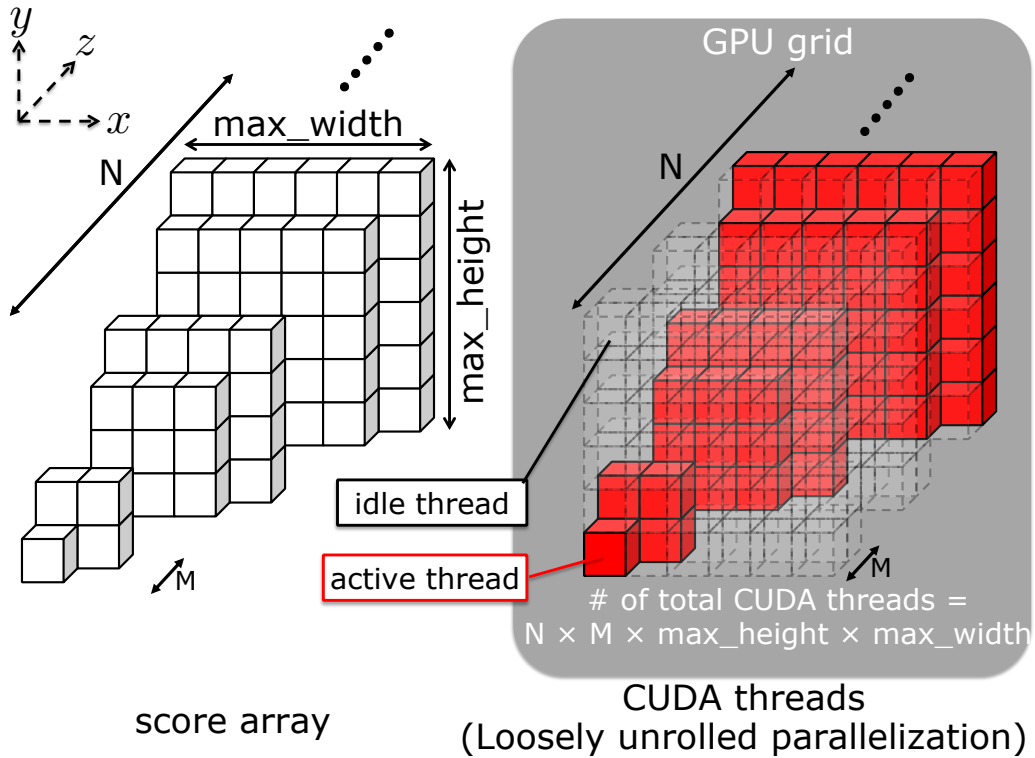 y
z
x
N
max_width
max_height
M
score array
GPU grid
N
idle thread
active thread
M
# of total CUDA threads =
N × M × max_height × max_width
CUDA threads
(Loosely unrolled parallelization)